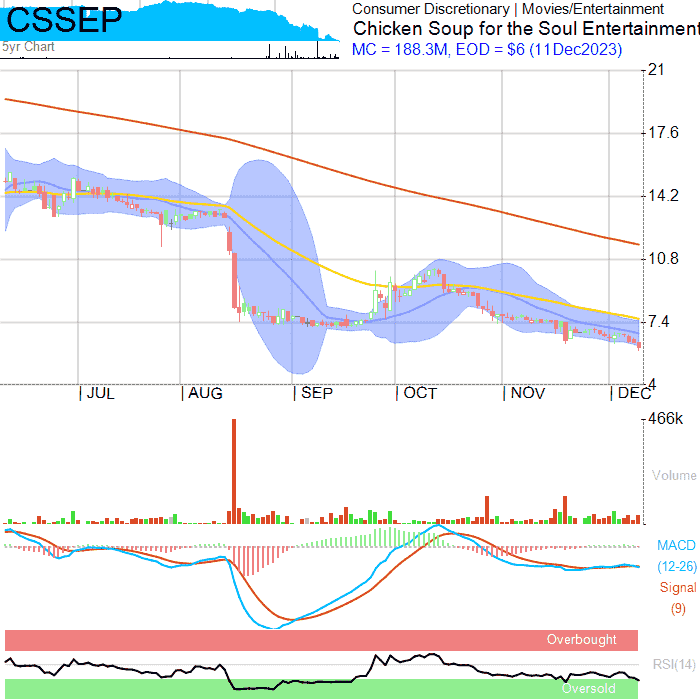 CSSEP
5yr Chart
Consumer Discretionary | Movies/Entertainment
Chicken Soup for the Soul Entertainment
MC = 188.3M, EOD = $6 (11Dec2023)
21
17.6
14.2
10.8
7.4
4
JUL
AUG
SEP
OCT
NOV
DEC
466k
Volume
MACD
(12-26)
Signal
(9)
Overbought
RSI(14)
Oversold